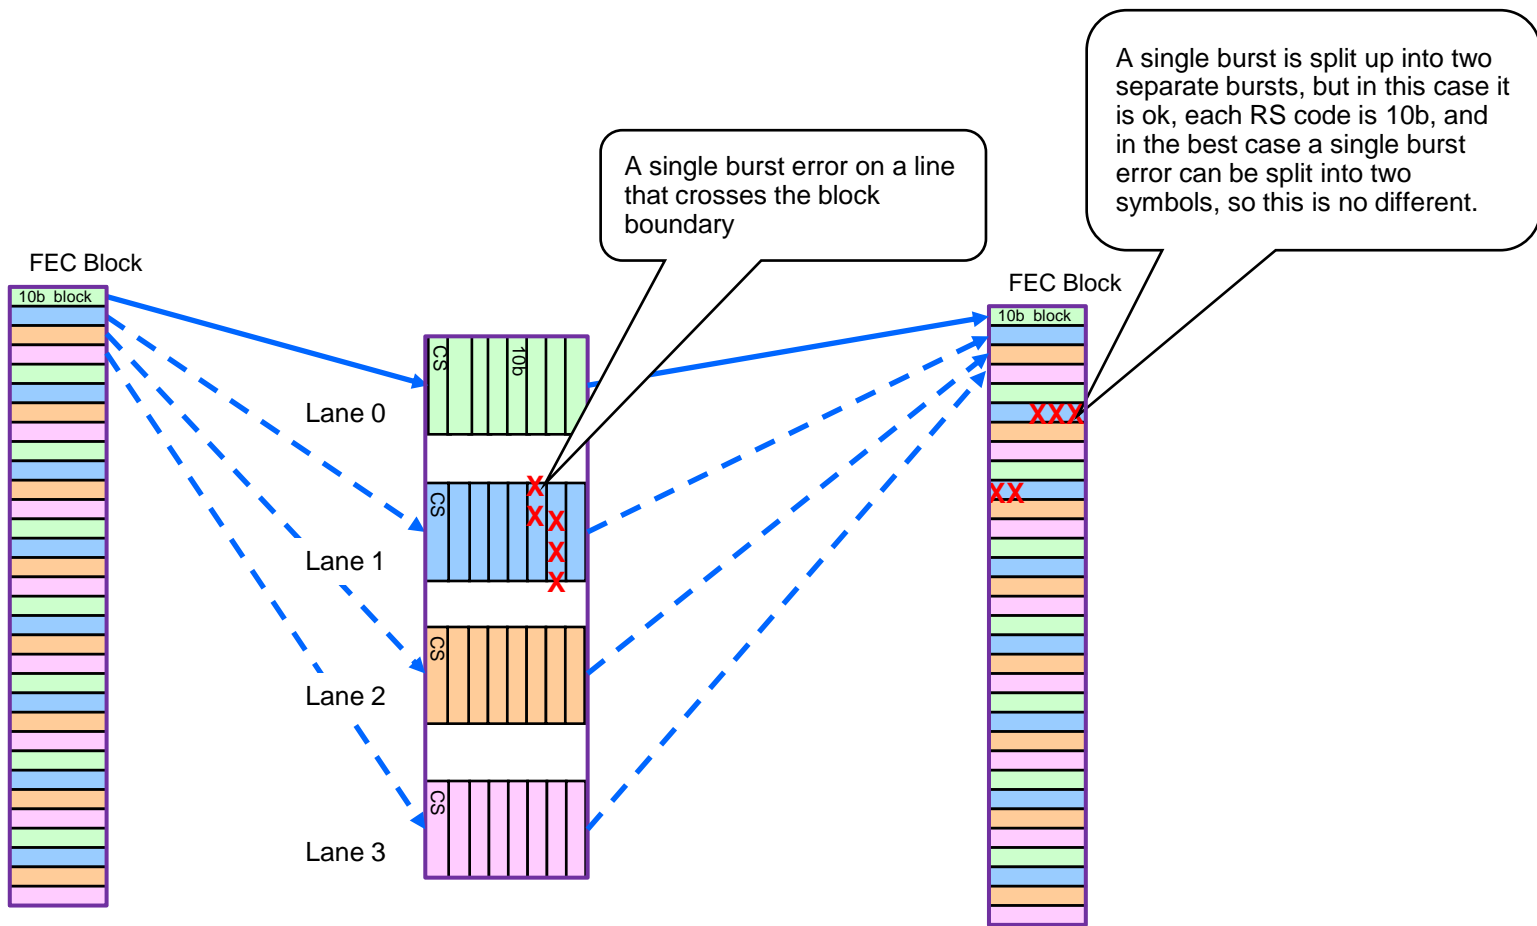 A single burst is split up into two
separate bursts, but in this case it
is ok, each RS code is 10b, and
in the best case a single burst
error can be split into two
symbols, so this is no different.
A single burst error on a line
that crosses the block
boundary
FEC Block
10b block
FEC Block
10b block
CS
10b
Lane 0
CS
Lane 1
CS
Lane 2
CS
Lane 3
X
X
X
X
X
XXX
XX